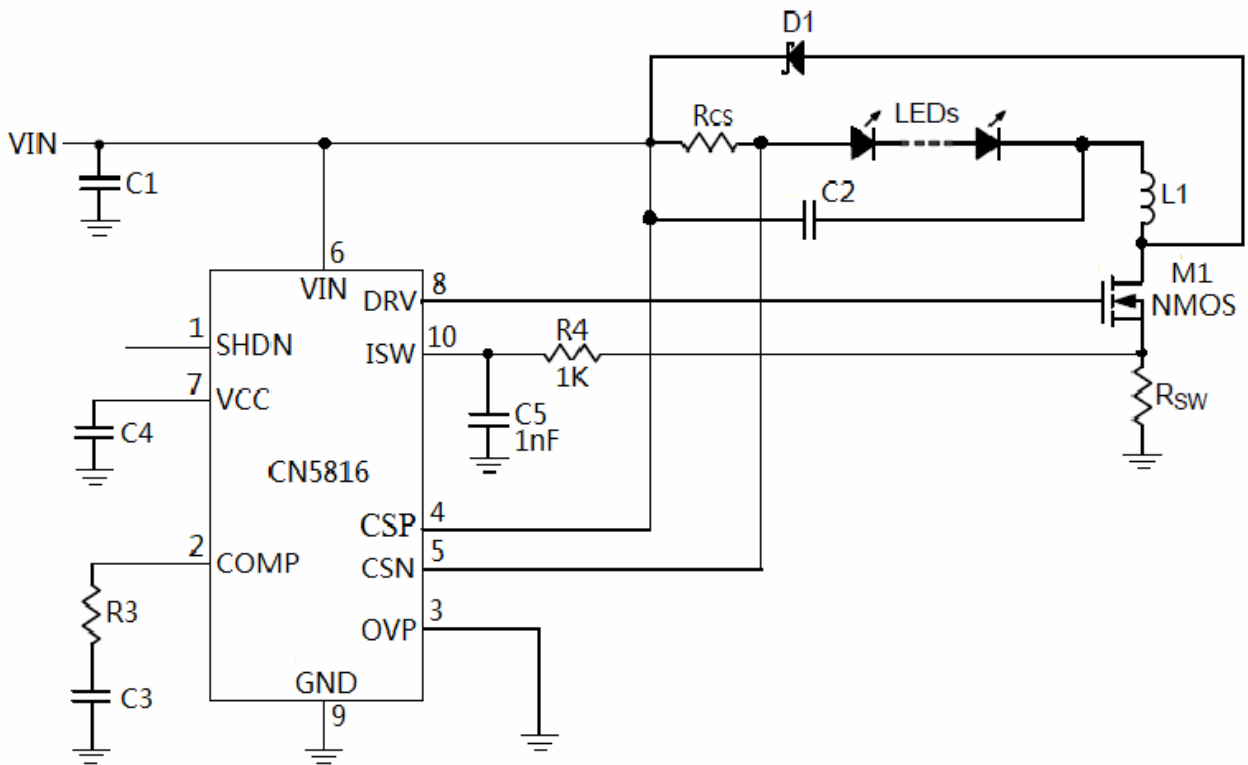 D1
RCS
LEDs
VIN
C1
C2
L1
6
VIN
DRV
8
M1
NMOS
1
SHDN
ISW
10
R4
1K
7
VCC
C4
C5
1nF
RSW
CN5816
CSP
4
2
COMP
CSN
5
R3
OVP
3
C3
GND
9